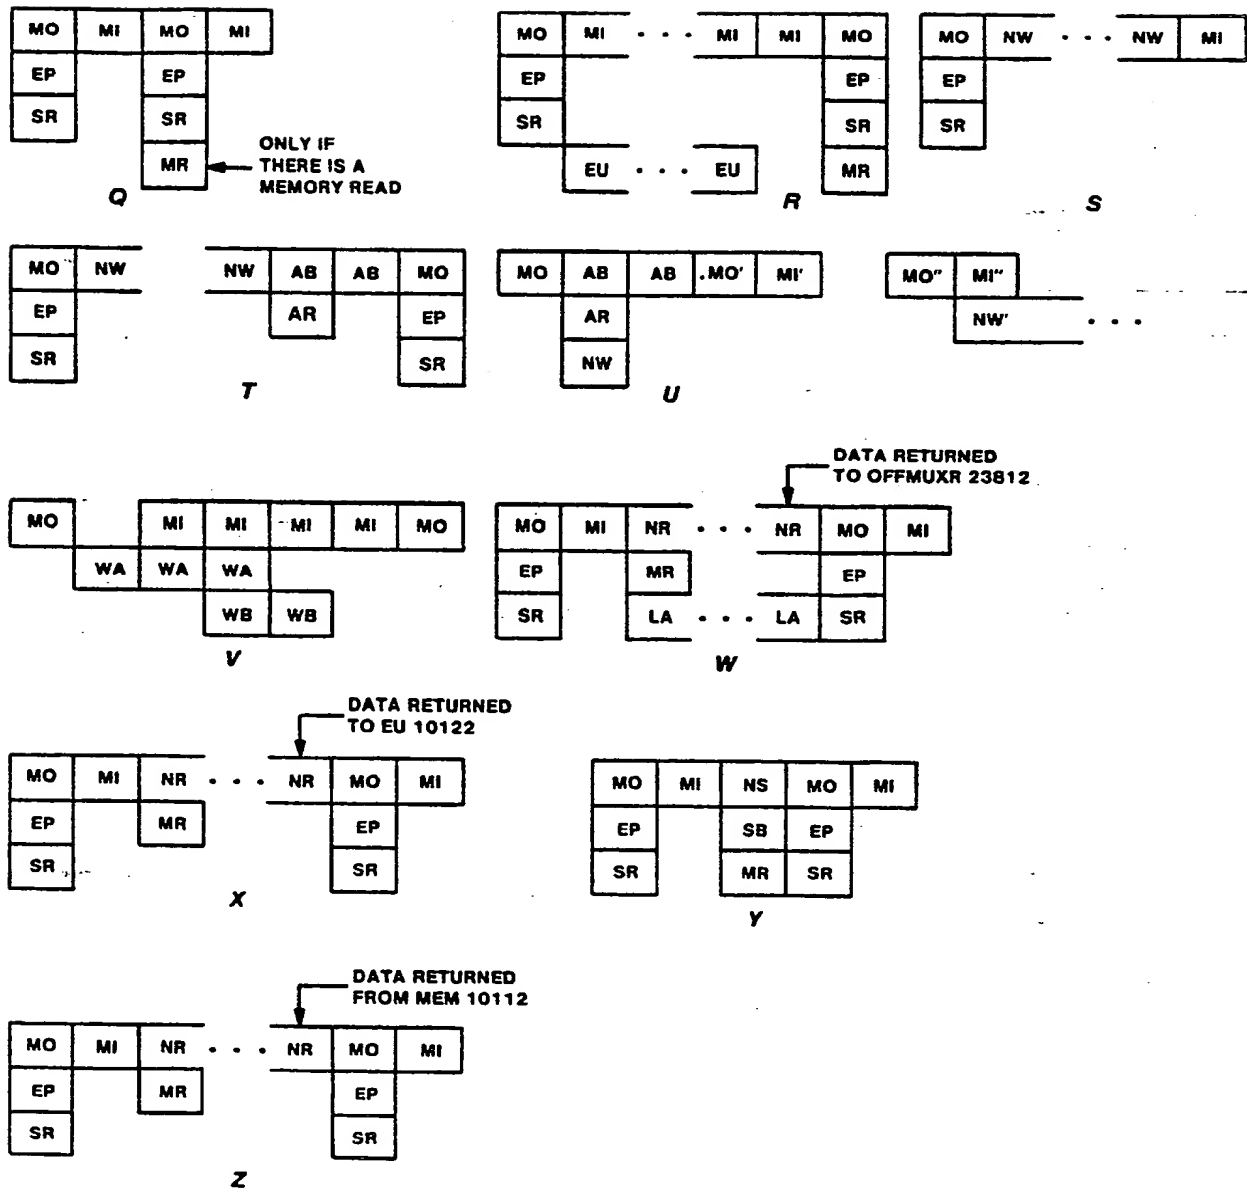 MO MI MO MI
EP EP
SR SR
MR
ONLY IF
THERE IS A
MEMORY READ
Q
MO MI · · · MI MI MO
EP EP
SR SR
EU · · · EU MR
R
MO NW · · · NW MI
EP
SR
S
MO NW NW AB AB MO
EP AR EP
SR SR
T
MO AB AB .MO' MI'
AR
NW
U
MO" MI"
NW' · · ·
MO MI MI MI MI MO
WA WA WA
WB WB
V
DATA RETURNED
TO OFFMUXR 23812
MO MI NR · · · NR MO MI
EP MR EP
SR LA · · · LA SR
W
DATA RETURNED
TO EU 10122
MO MI NR · · · NR MO MI
EP MR EP
SR SR
X
MO MI NS MO MI
EP SB EP
SR MR SR
Y
DATA RETURNED
FROM MEM 10112
MO MI NR · · · NR MO MI
EP MR EP
SR SR
Z